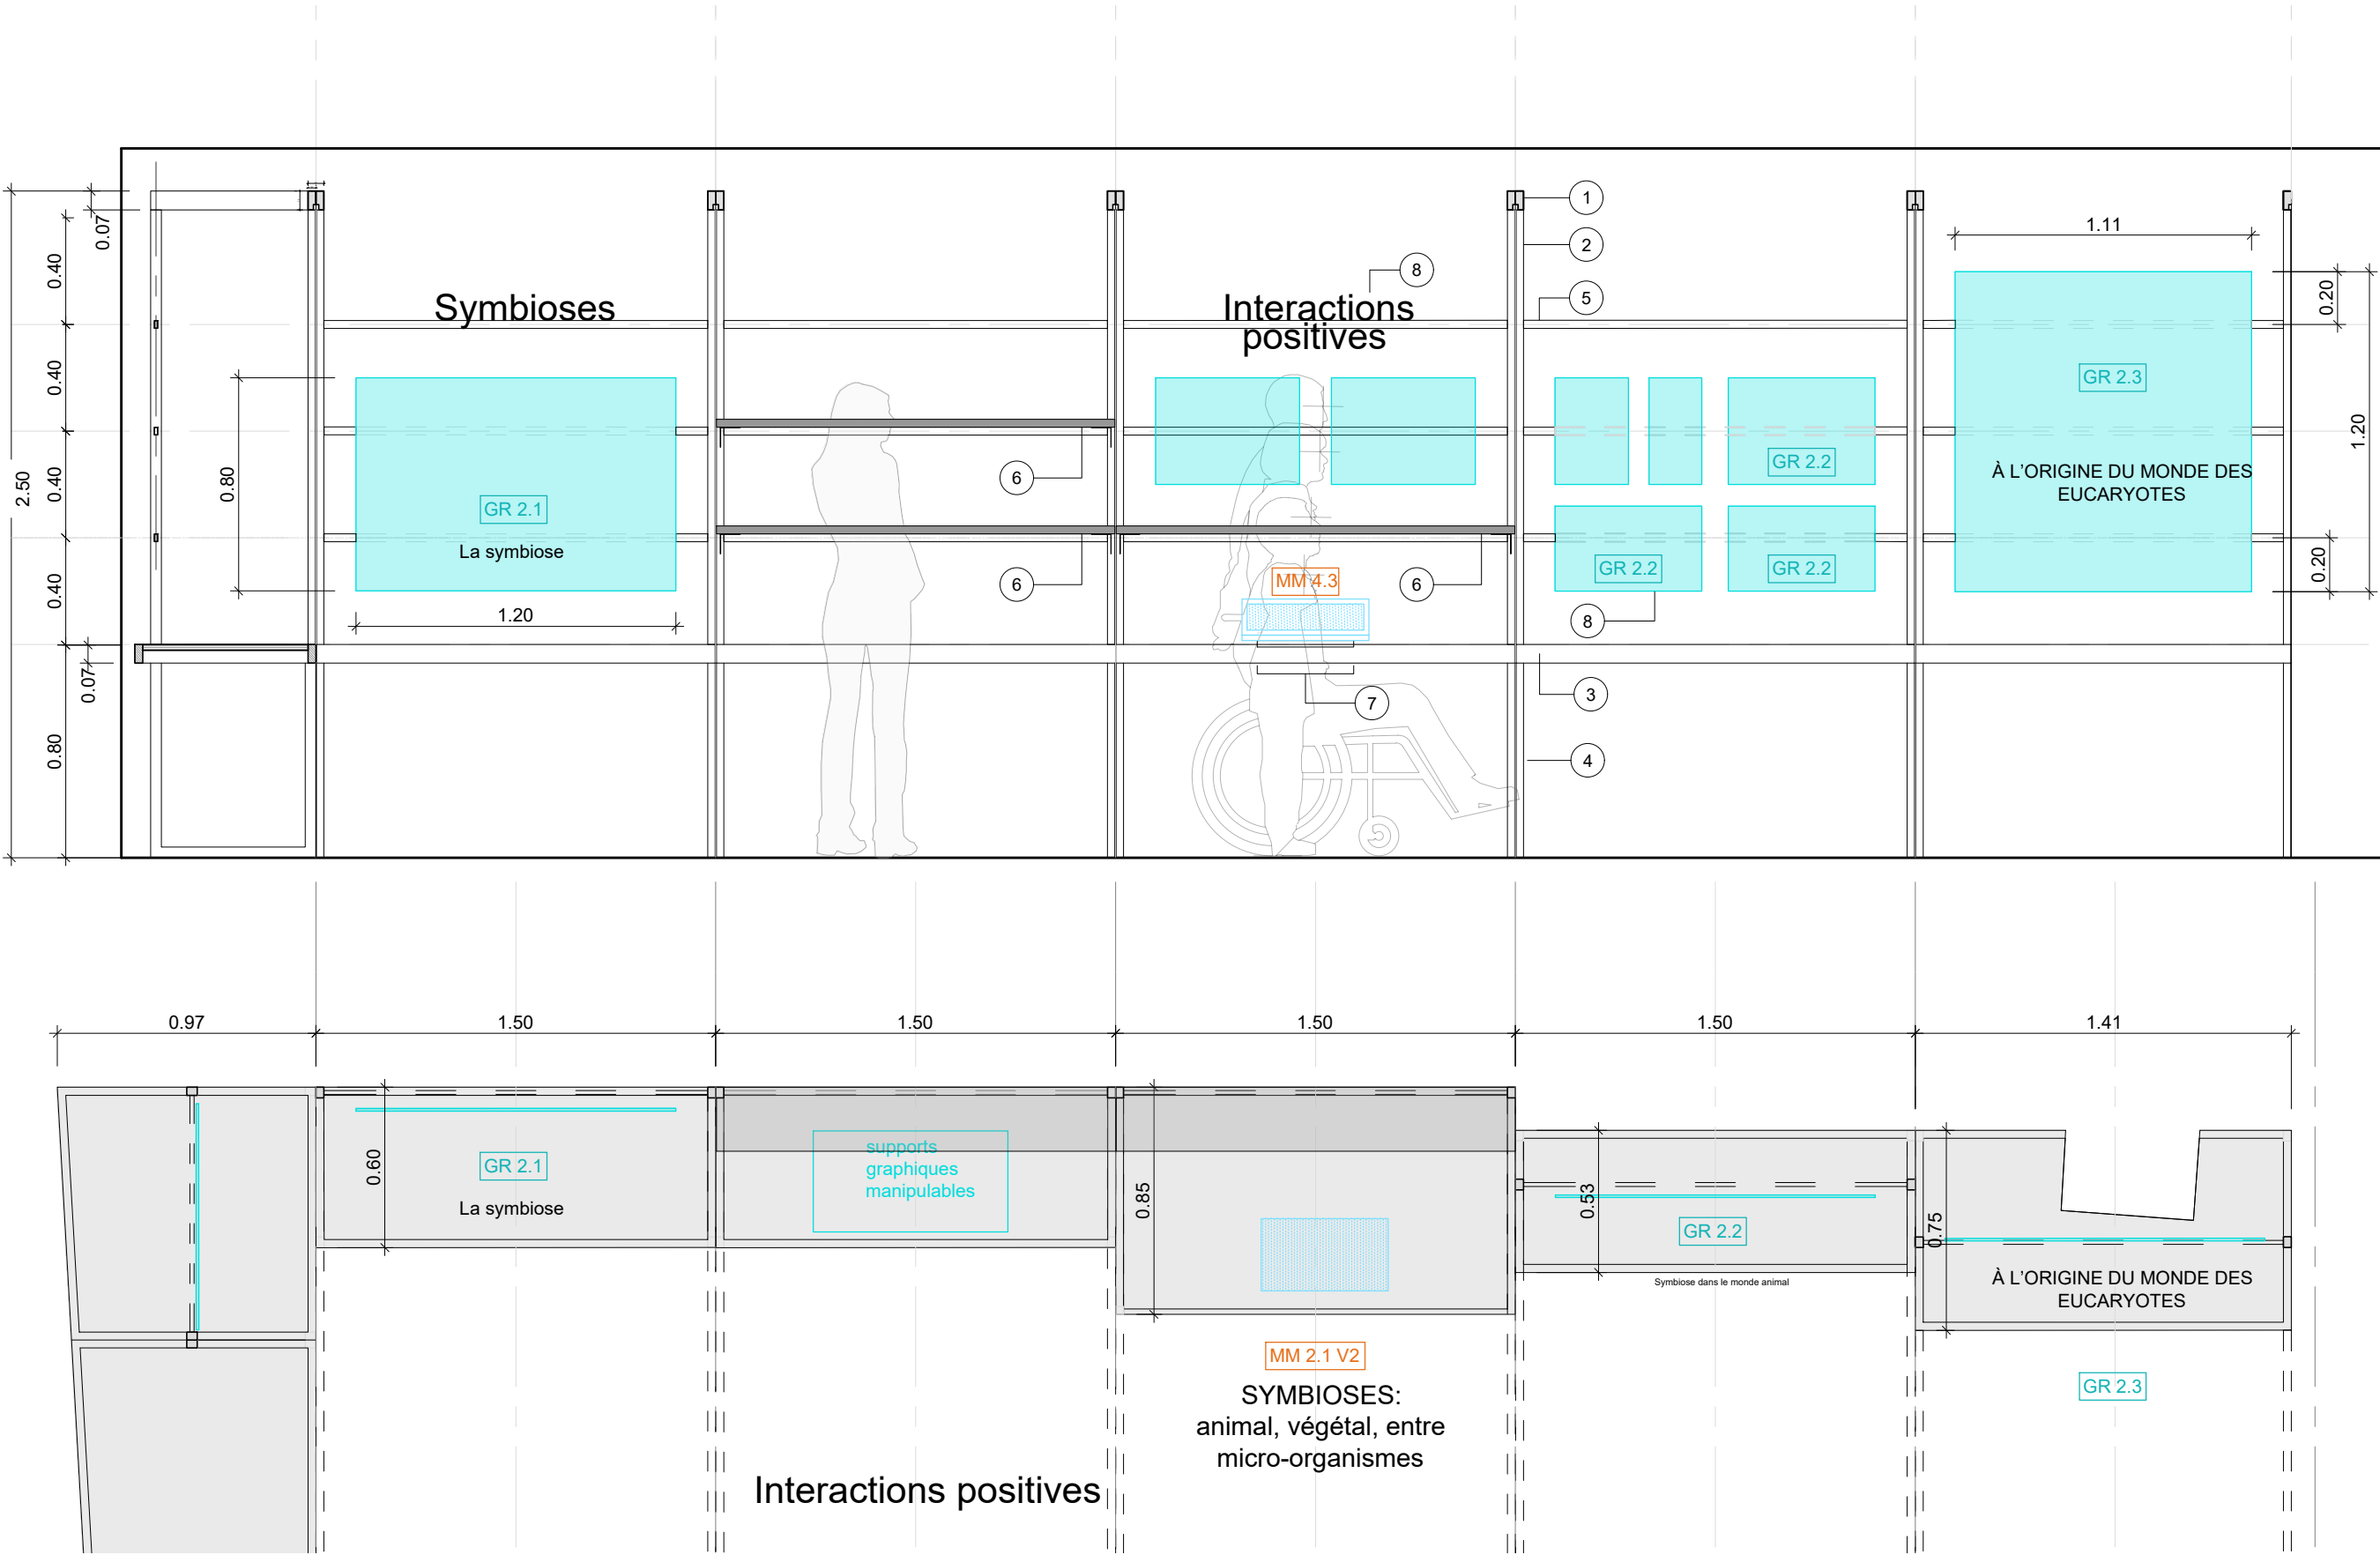 0.07
1
2
1.11
0.40
8
5
0.20
Symbioses
Interactions
positives
0.40
GR 2.3
1.20
2.50
0.40
0.80
6
GR 2.2
À L'ORIGINE DU MONDE DES
EUCARYOTES
GR 2.1
La symbiose
0.40
6
MM 4.3
6
GR 2.2
GR 2.2
0.20
1.20
8
0.07
7
3
0.80
4
0.97
1.50
1.50
1.50
1.50
1.41
supports
graphiques
manipulables
0.60
GR 2.1
La symbiose
0.85
0.53
GR 2.2
0.75
Symbiose dans le monde animal
À L'ORIGINE DU MONDE DES
EUCARYOTES
MM 2.1 V2
GR 2.3
SYMBIOSES:
animal, végétal, entre
micro-organismes
Interactions positives